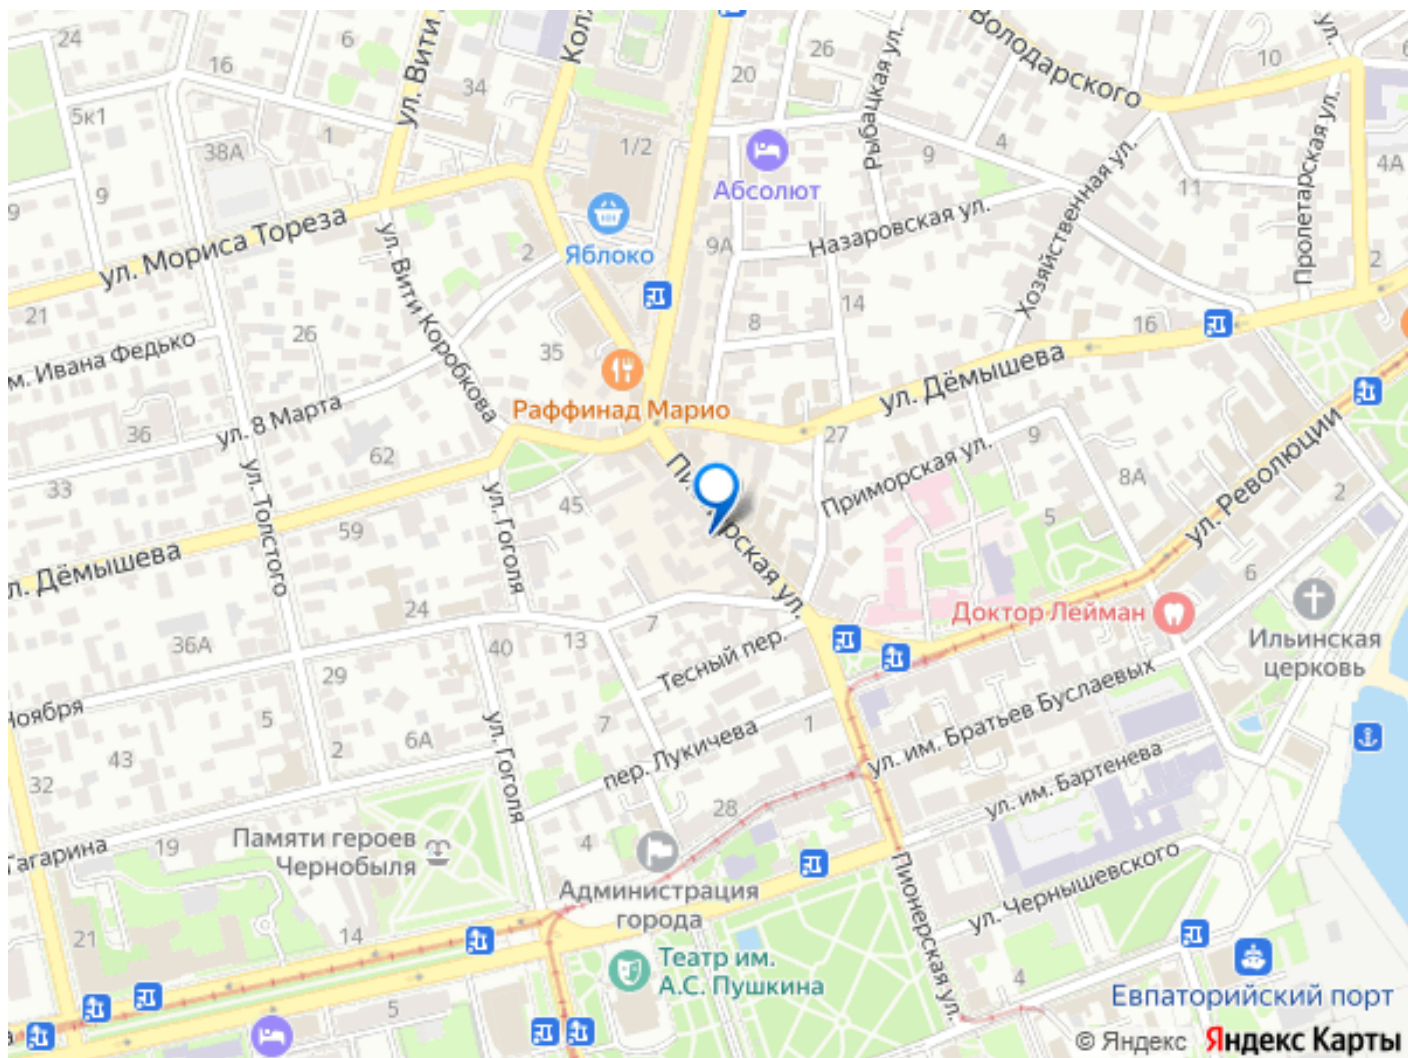 24
6
16
5к1
1
38А
9
9
34
ул. Вити
Коля
1/2
20
26
Рыбацкая ул.
9
4
Володарского
10
11
4А
Пролетарская ул.
Хозяйственная ул.
Абсолют
Назаровская ул.
9А
14
8
2
16
ул. Мориса Тореза
ул. Вити Коробкова
2
Яблоко
21
м. Ивана Федько
26
35
Раффинад Марио
ул. Дёмышева
36
ул. 8 Марта
62
33
ул. Толстого
59
л. Дёмышева
ул. Гоголя
45
27
Приморская ул.
9
8А
5
2
ул. Революции
6
Пионерская ул.
Доктор Лейман
Ильинская
церковь
24
36А
40
13
7
Тесный пер.
29
Ноября
5
2
6А
43
32
ул. Гоголя
7
пер. Лукичева
1
ул. им. Братьев Буслаевых
ул. им. Бартенева
28
4
Памяти героев
Чернобыля
Гагарина
19
Администрация
города
Пионерская ул.
ул. Чернышевского
21
14
5
Театр им.
А.С. Пушкина
4
Евпаторийский порт
© Яндекс Яндекс Карты